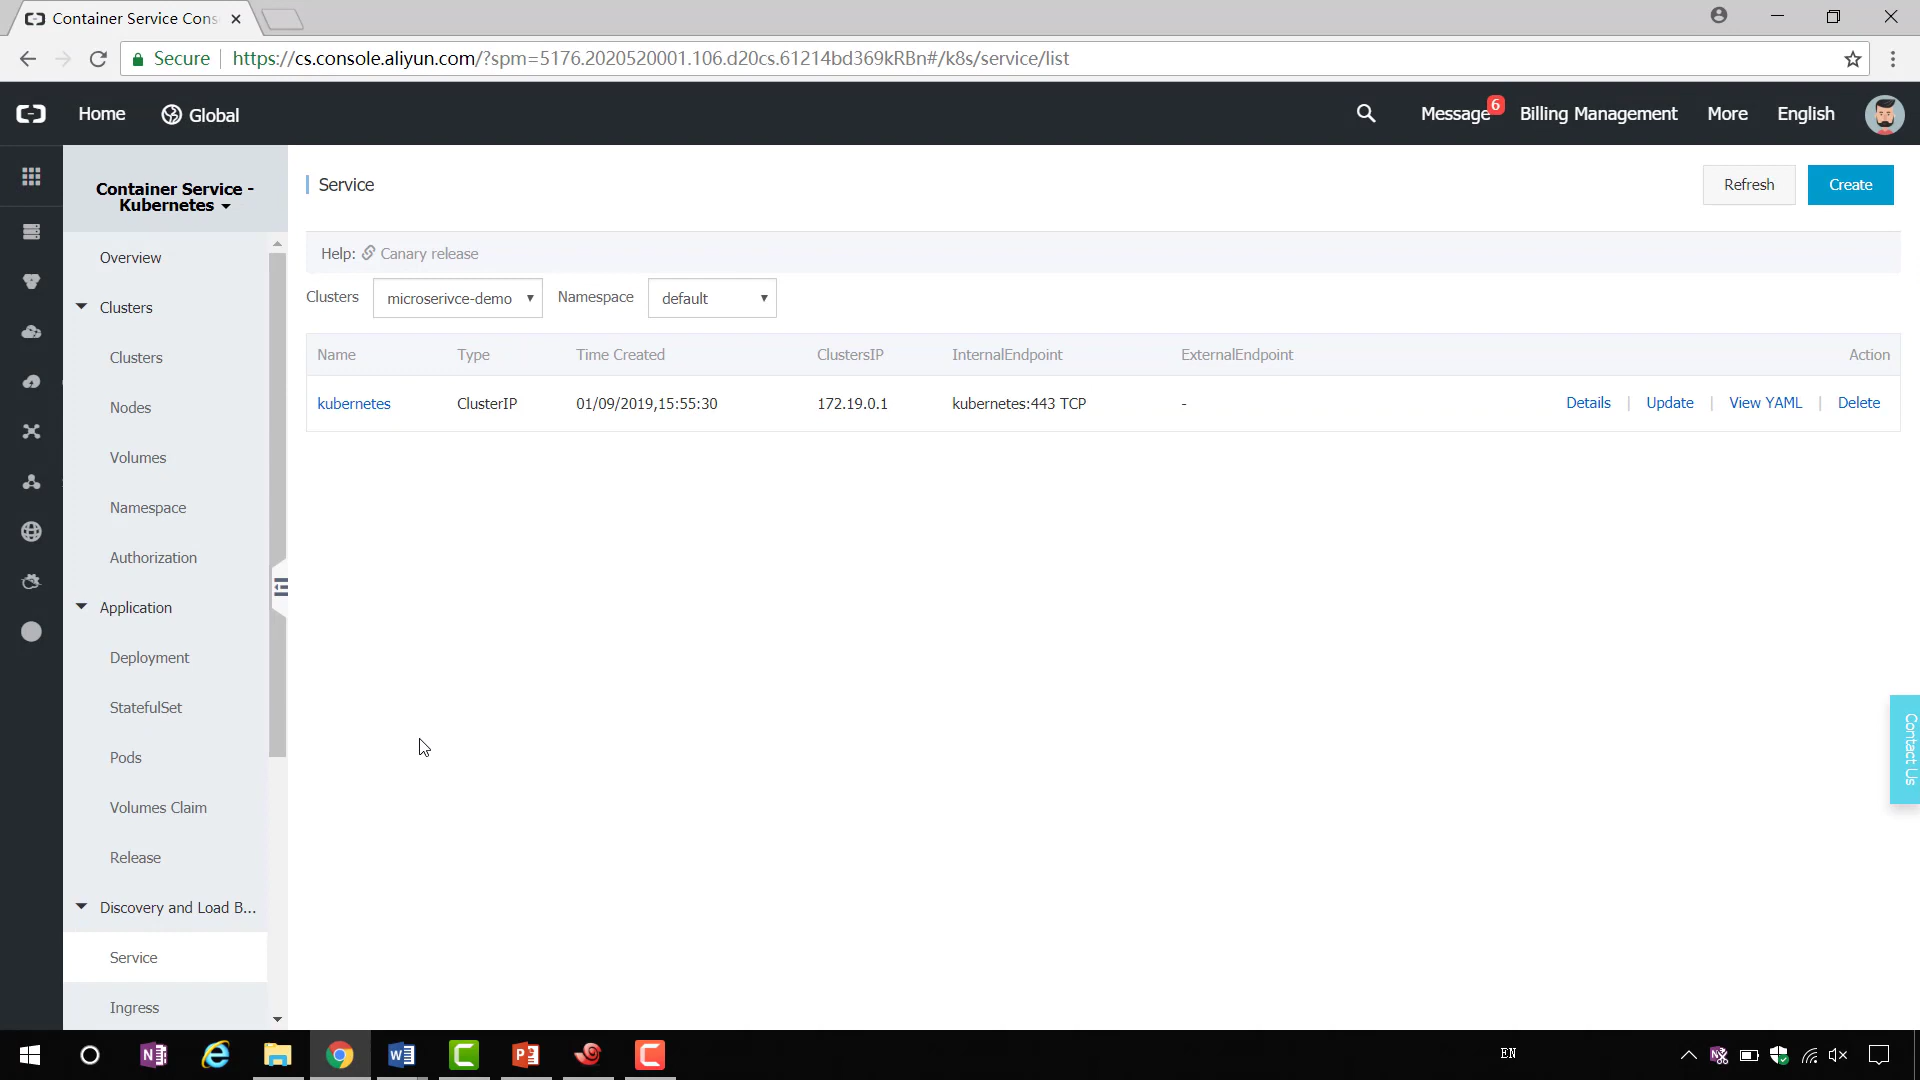 Container Service Cons
Secure
https://cs.console.aliyun.com/?spm=5176.2020520001.106.d20cs.61214bd369kRBn#/k8s/service/list
Home
Global
Message
6
Billing Management
More
English
Container Service -
Kubernetes
Service
Refresh
Create
Overview
Help: Canary release
Clusters microserivce-demo Namespace default
Name Type Time Created ClustersIP InternalEndpoint ExternalEndpoint Action
kubernetes ClusterIP 01/09/2019,15:55:30 172.19.0.1 kubernetes:443 TCP - Details | Update | View YAML | Delete
Clusters
Clusters
Nodes
Volumes
Namespace
Authorization
Application
Deployment
StatefulSet
Pods
Volumes Claim
Release
Discovery and Load B...
Service
Ingress
Contact Us
EN